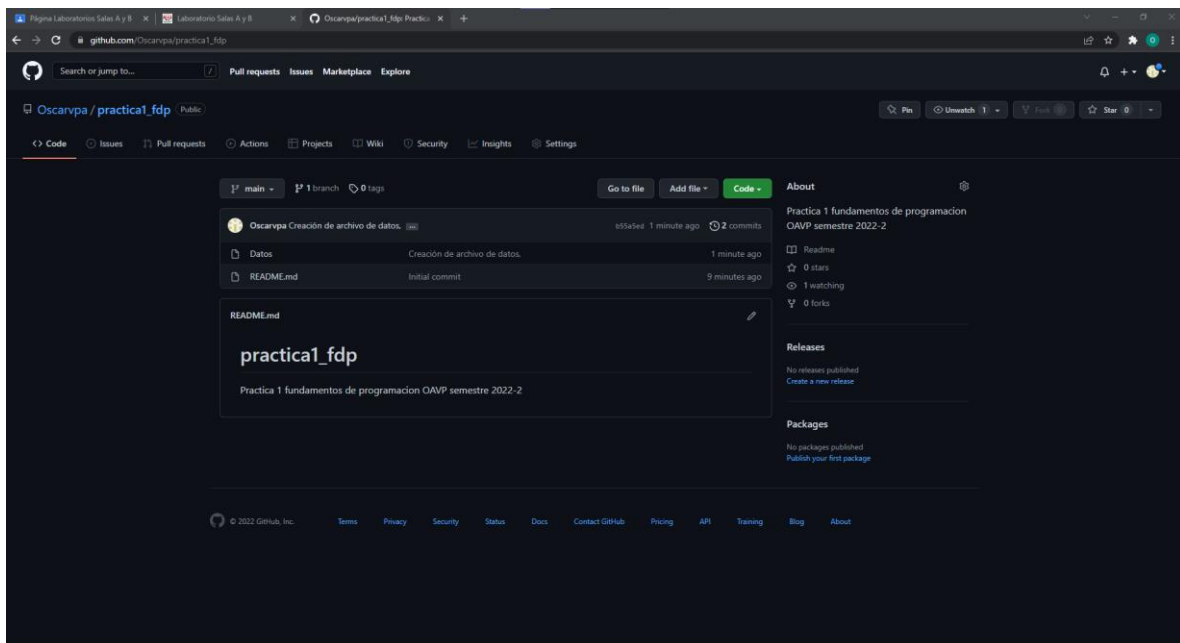 Página Laboratorios Salas A y B
Laboratorio Salas A y B
Oscarvpa/practica1_fdp: Practica
github.com/Oscarvpa/practica1_fdp
Search or jump to...
/
Pull requests Issues Marketplace Explore
Oscarvpa / practica1_fdp Public
Pin
Unwatch 1
Fork 0
Star 0
<> Code Issues Pull requests Actions Projects Wiki Security Insights Settings
main
1 branch
0 tags
Go to file
Add file
Code
Oscarvpa Creación de archivo de datos. ...
1 minute ago 2 commits
Datos Creación de archivo de datos. 1 minute ago
README.md Initial commit 9 minutes ago
README.md
practica1_fdp
Practica 1 fundamentos de programacion OAVP semestre 2022-2
About
Practica 1 fundamentos de programacion
OAVP semestre 2022-2
Readme
0 stars
1 watching
0 forks
Releases
No releases published
Create a new release
Packages
No packages published
Publish your first package
© 2022 GitHub, Inc. Terms Privacy Security Status Docs Contact GitHub Pricing API Training Blog About